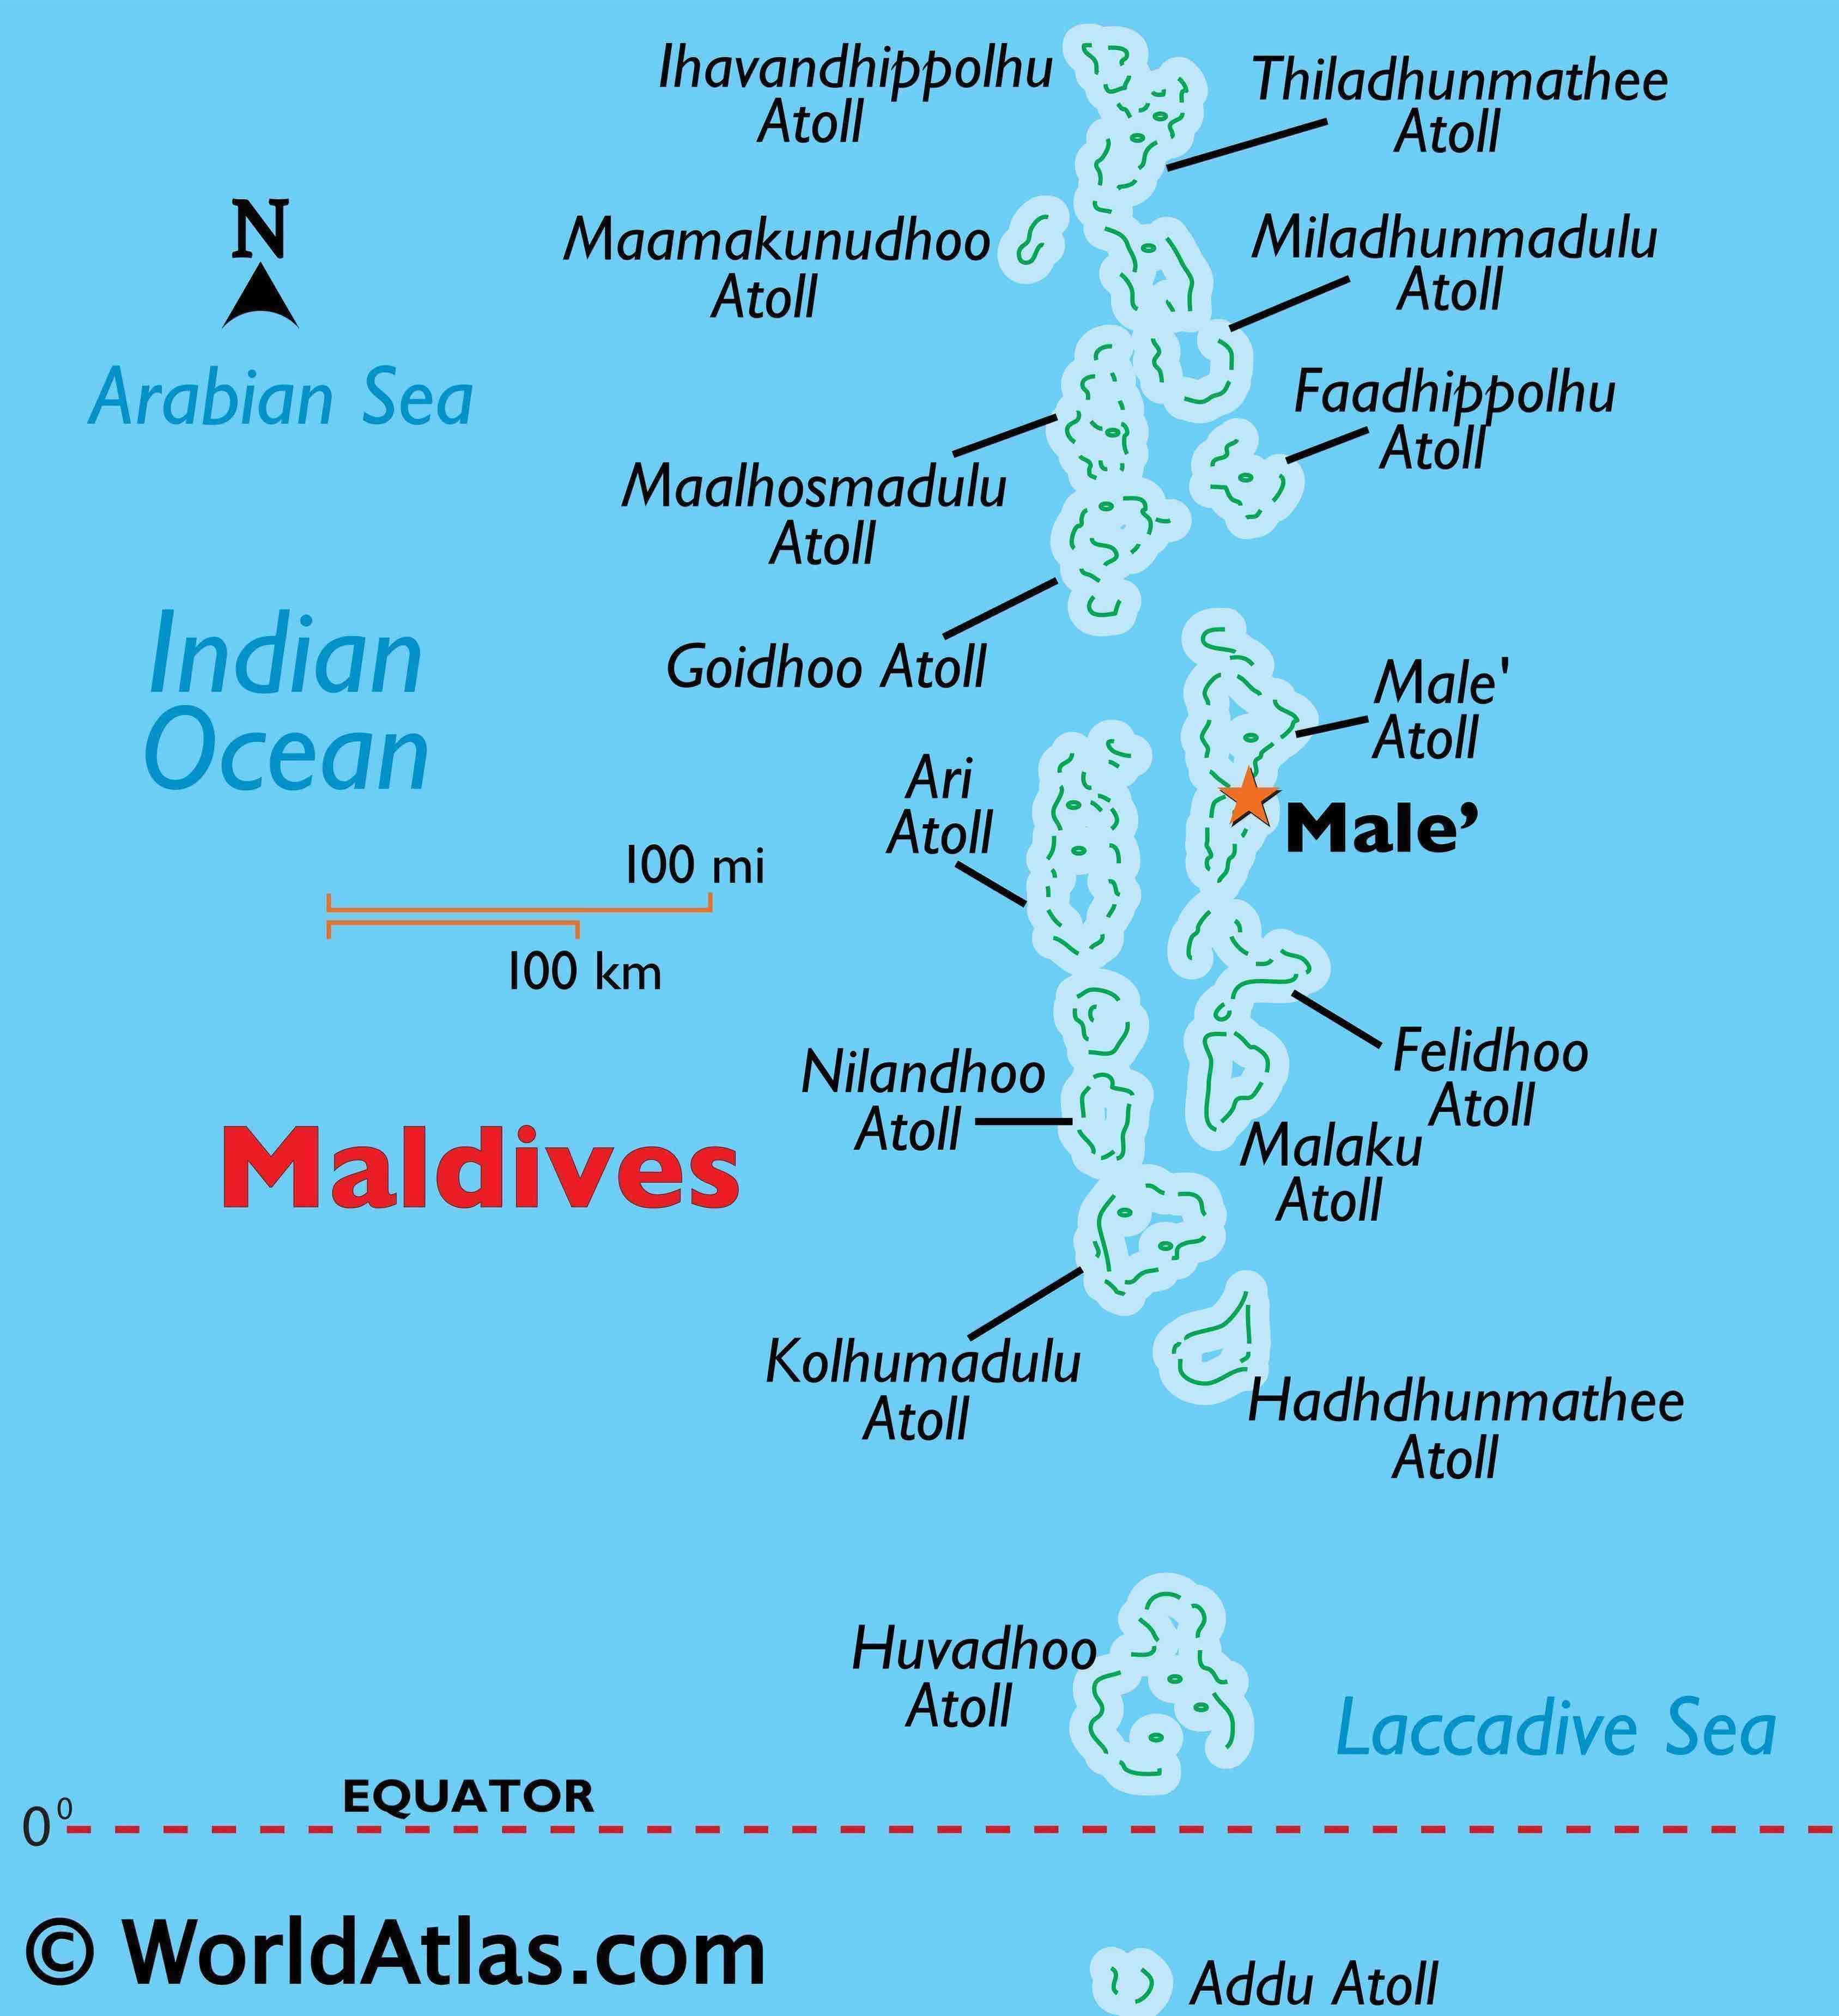 Ihavandhippolhu
Atoll
Thiladhunmathee
Atoll
N
Maamakunudhoo
Atoll
Miladhunmadulu
Atoll
Arabian Sea
Faadhippolhu
Atoll
Maalhosmadulu
Atoll
Indian
Ocean
Goidhoo Atoll
Male'
Atoll
Ari
Atoll
Male’
100 mi
100 km
Nilandhoo
Atoll
Felidhoo
Atoll
Maldives
Malaku
Atoll
Kolhumadulu
Atoll
Hadhdhunmathee
Atoll
Huvadhoo
Atoll
Laccadive Sea
EQUATOR
0⁰
© WorldAtlas.com
Addu Atoll